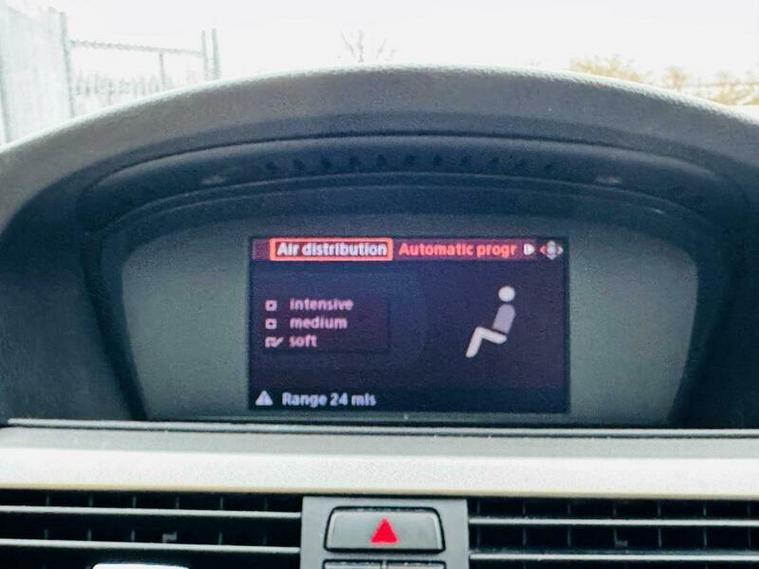 Air distribution Automatic progr
intensive
medium
soft
Range 24 mls